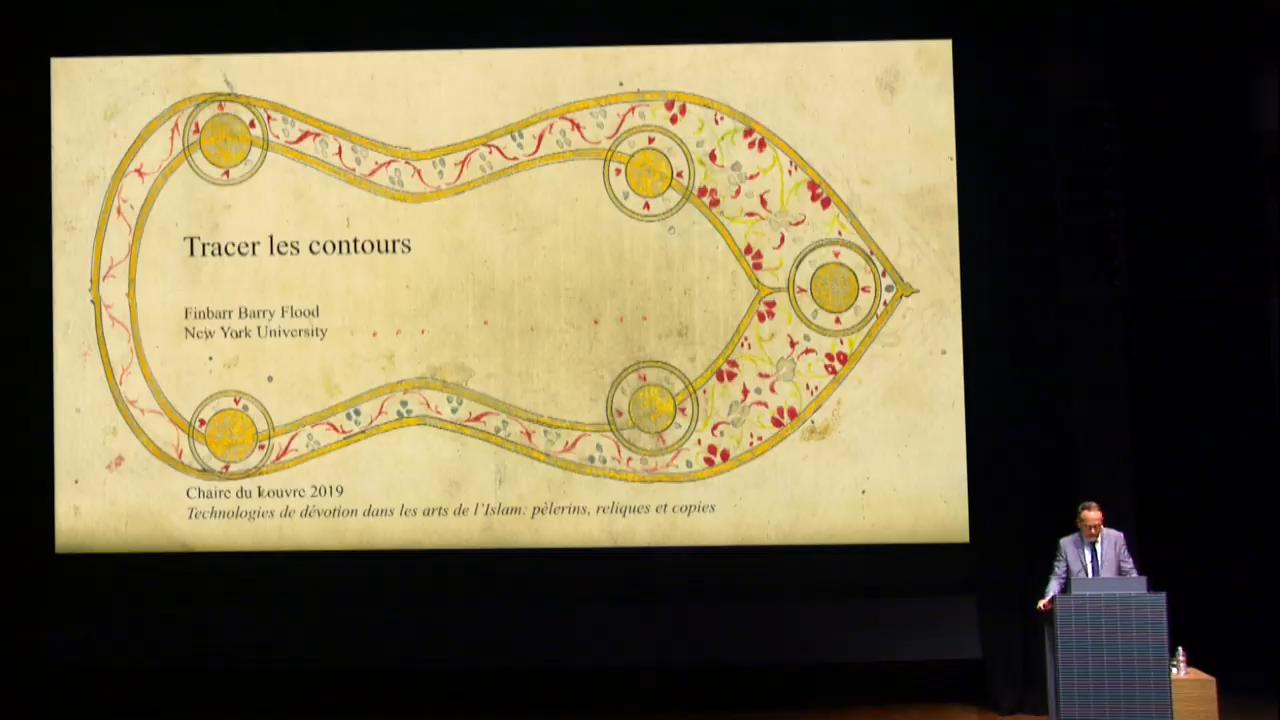 Tracer les contours
Finbarr Barry Flood
New York University
Chaire du Louvre 2019
Technologies de dévotion dans les arts de l'Islam: pèlerins, reliques et copies